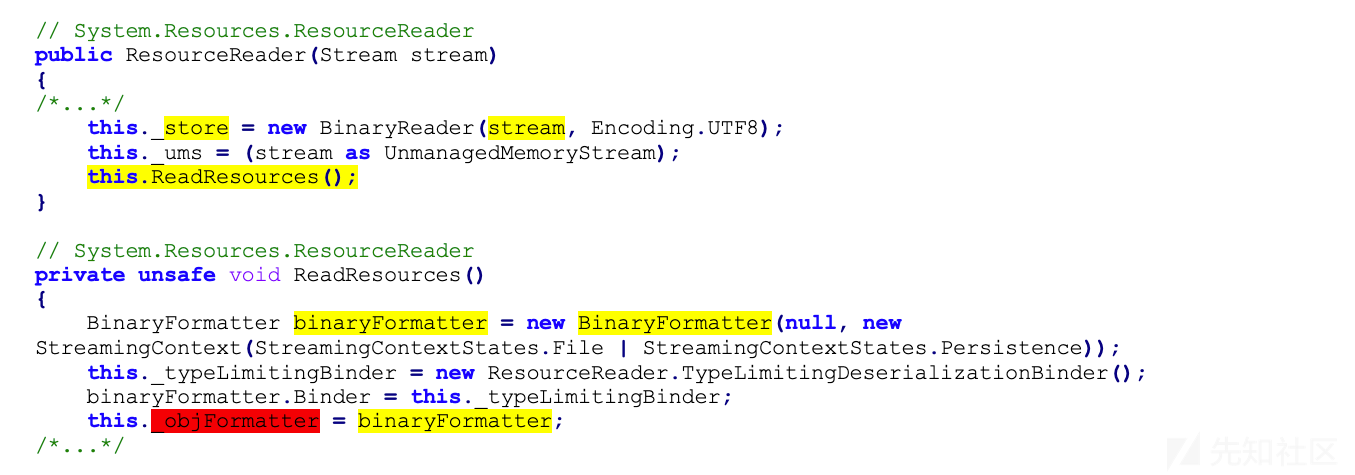 // System.Resources.ResourceReader
public ResourceReader(Stream stream)
{
/*...*/
    this._store = new BinaryReader(stream, Encoding.UTF8);
    this._ums = (stream as UnmanagedMemoryStream);
    this.ReadResources();
}
// System.Resources.ResourceReader
private unsafe void ReadResources()
{
    BinaryFormatter binaryFormatter = new BinaryFormatter(null, new
StreamingContext(StreamingContextStates.File | StreamingContextStates.Persistence));
    this._typeLimitingBinder = new ResourceReader.TypeLimitingDeserializationBinder();
    binaryFormatter.Binder = this._typeLimitingBinder;
    this._objFormatter = binaryFormatter;
/*...*/
先知社区